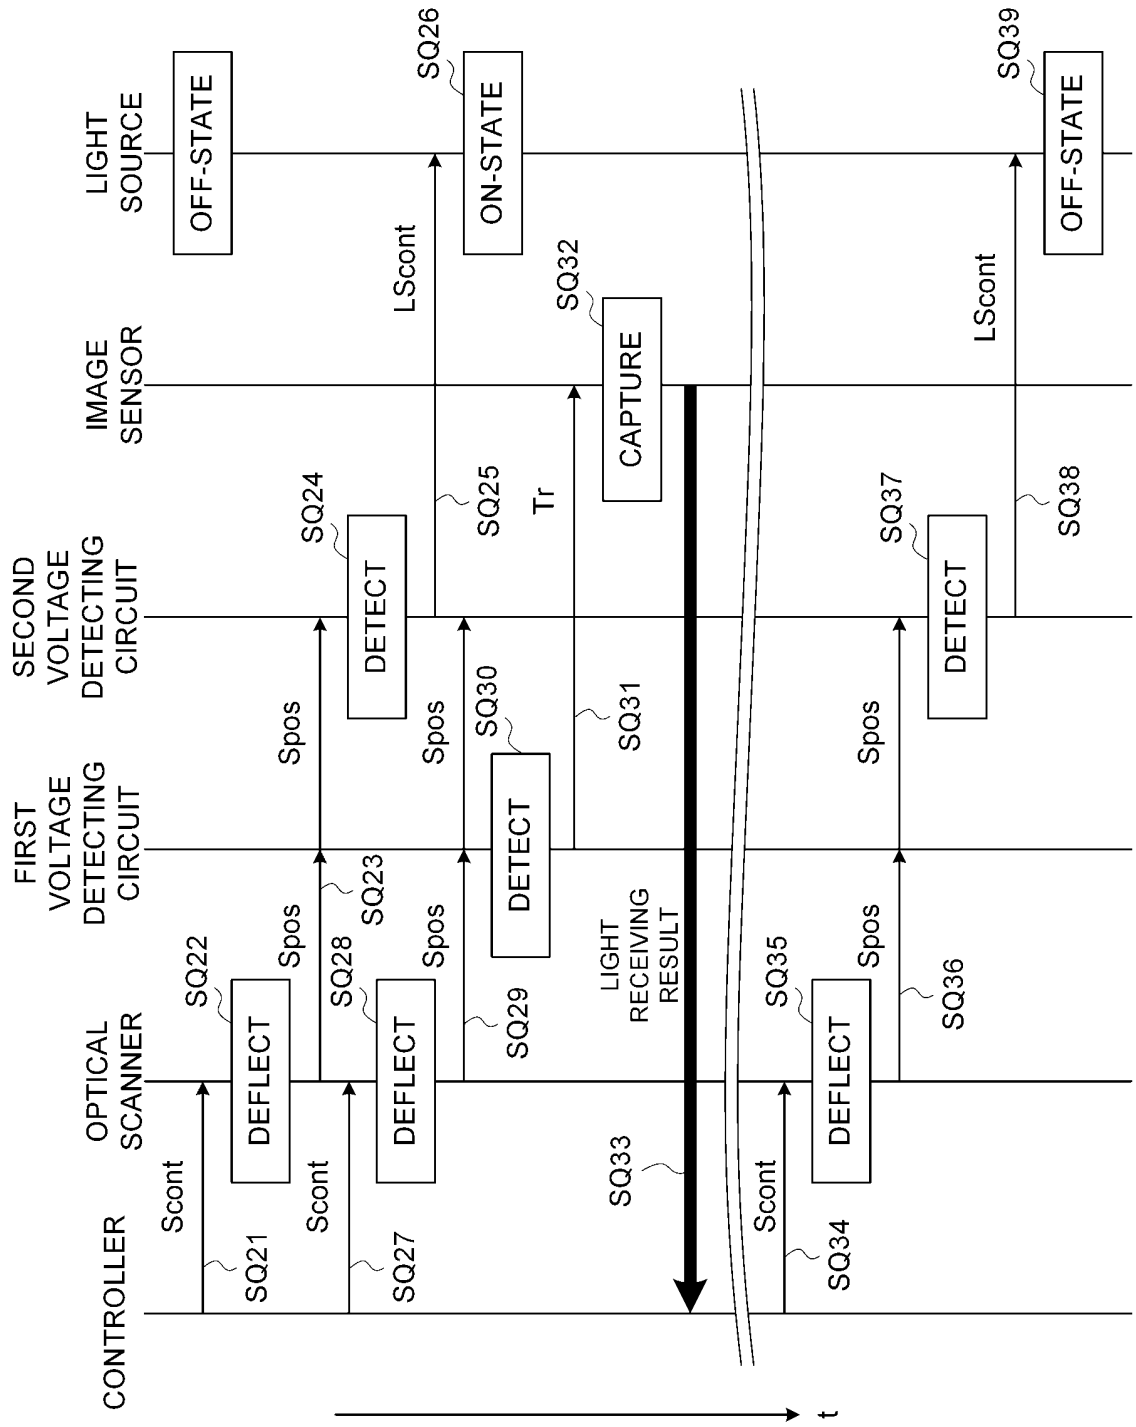 CONTROLLER
OPTICAL
SCANNER
FIRST
VOLTAGE
DETECTING
CIRCUIT
SECOND
VOLTAGE
DETECTING
CIRCUIT
IMAGE
SENSOR
LIGHT
SOURCE
OFF-STATE
Scont
SQ21
SQ22
DEFLECT
Spos
SQ23
Spos
SQ24
DETECT
LScont
SQ25
SQ26
ON-STATE
Scont
SQ27
SQ28
DEFLECT
Spos
SQ29
Spos
SQ30
DETECT
Tr
SQ31
SQ32
CAPTURE
LIGHT
RECEIVING
RESULT
SQ33
Scont
SQ34
SQ35
DEFLECT
Spos
SQ36
Spos
SQ37
DETECT
LScont
SQ38
SQ39
OFF-STATE
t